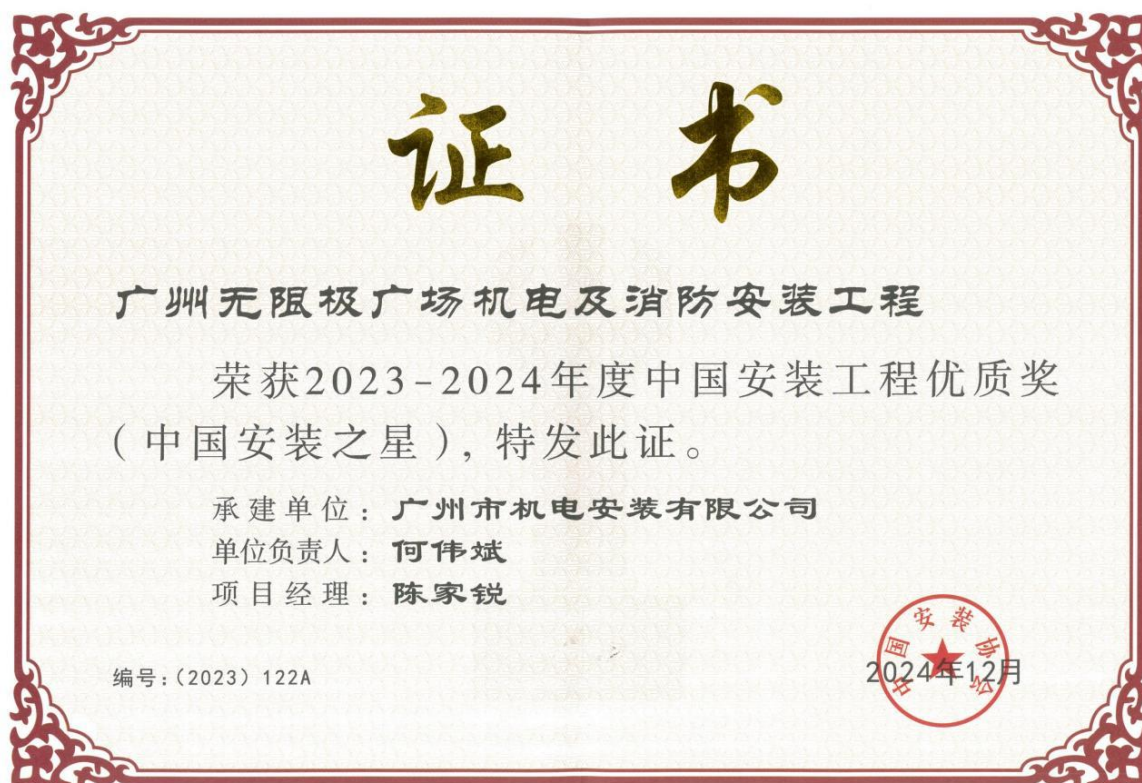 证 书
广州无限极广场机电及消防安装工程
荣获2023-2024年度中国安装工程优质奖
（中国安装之星），特发此证。
承建单位：广州市机电安装有限公司
单位负责人：何伟斌
项目经理：陈家锐
中国安装协会
编号：（2023）122A
2024年12月